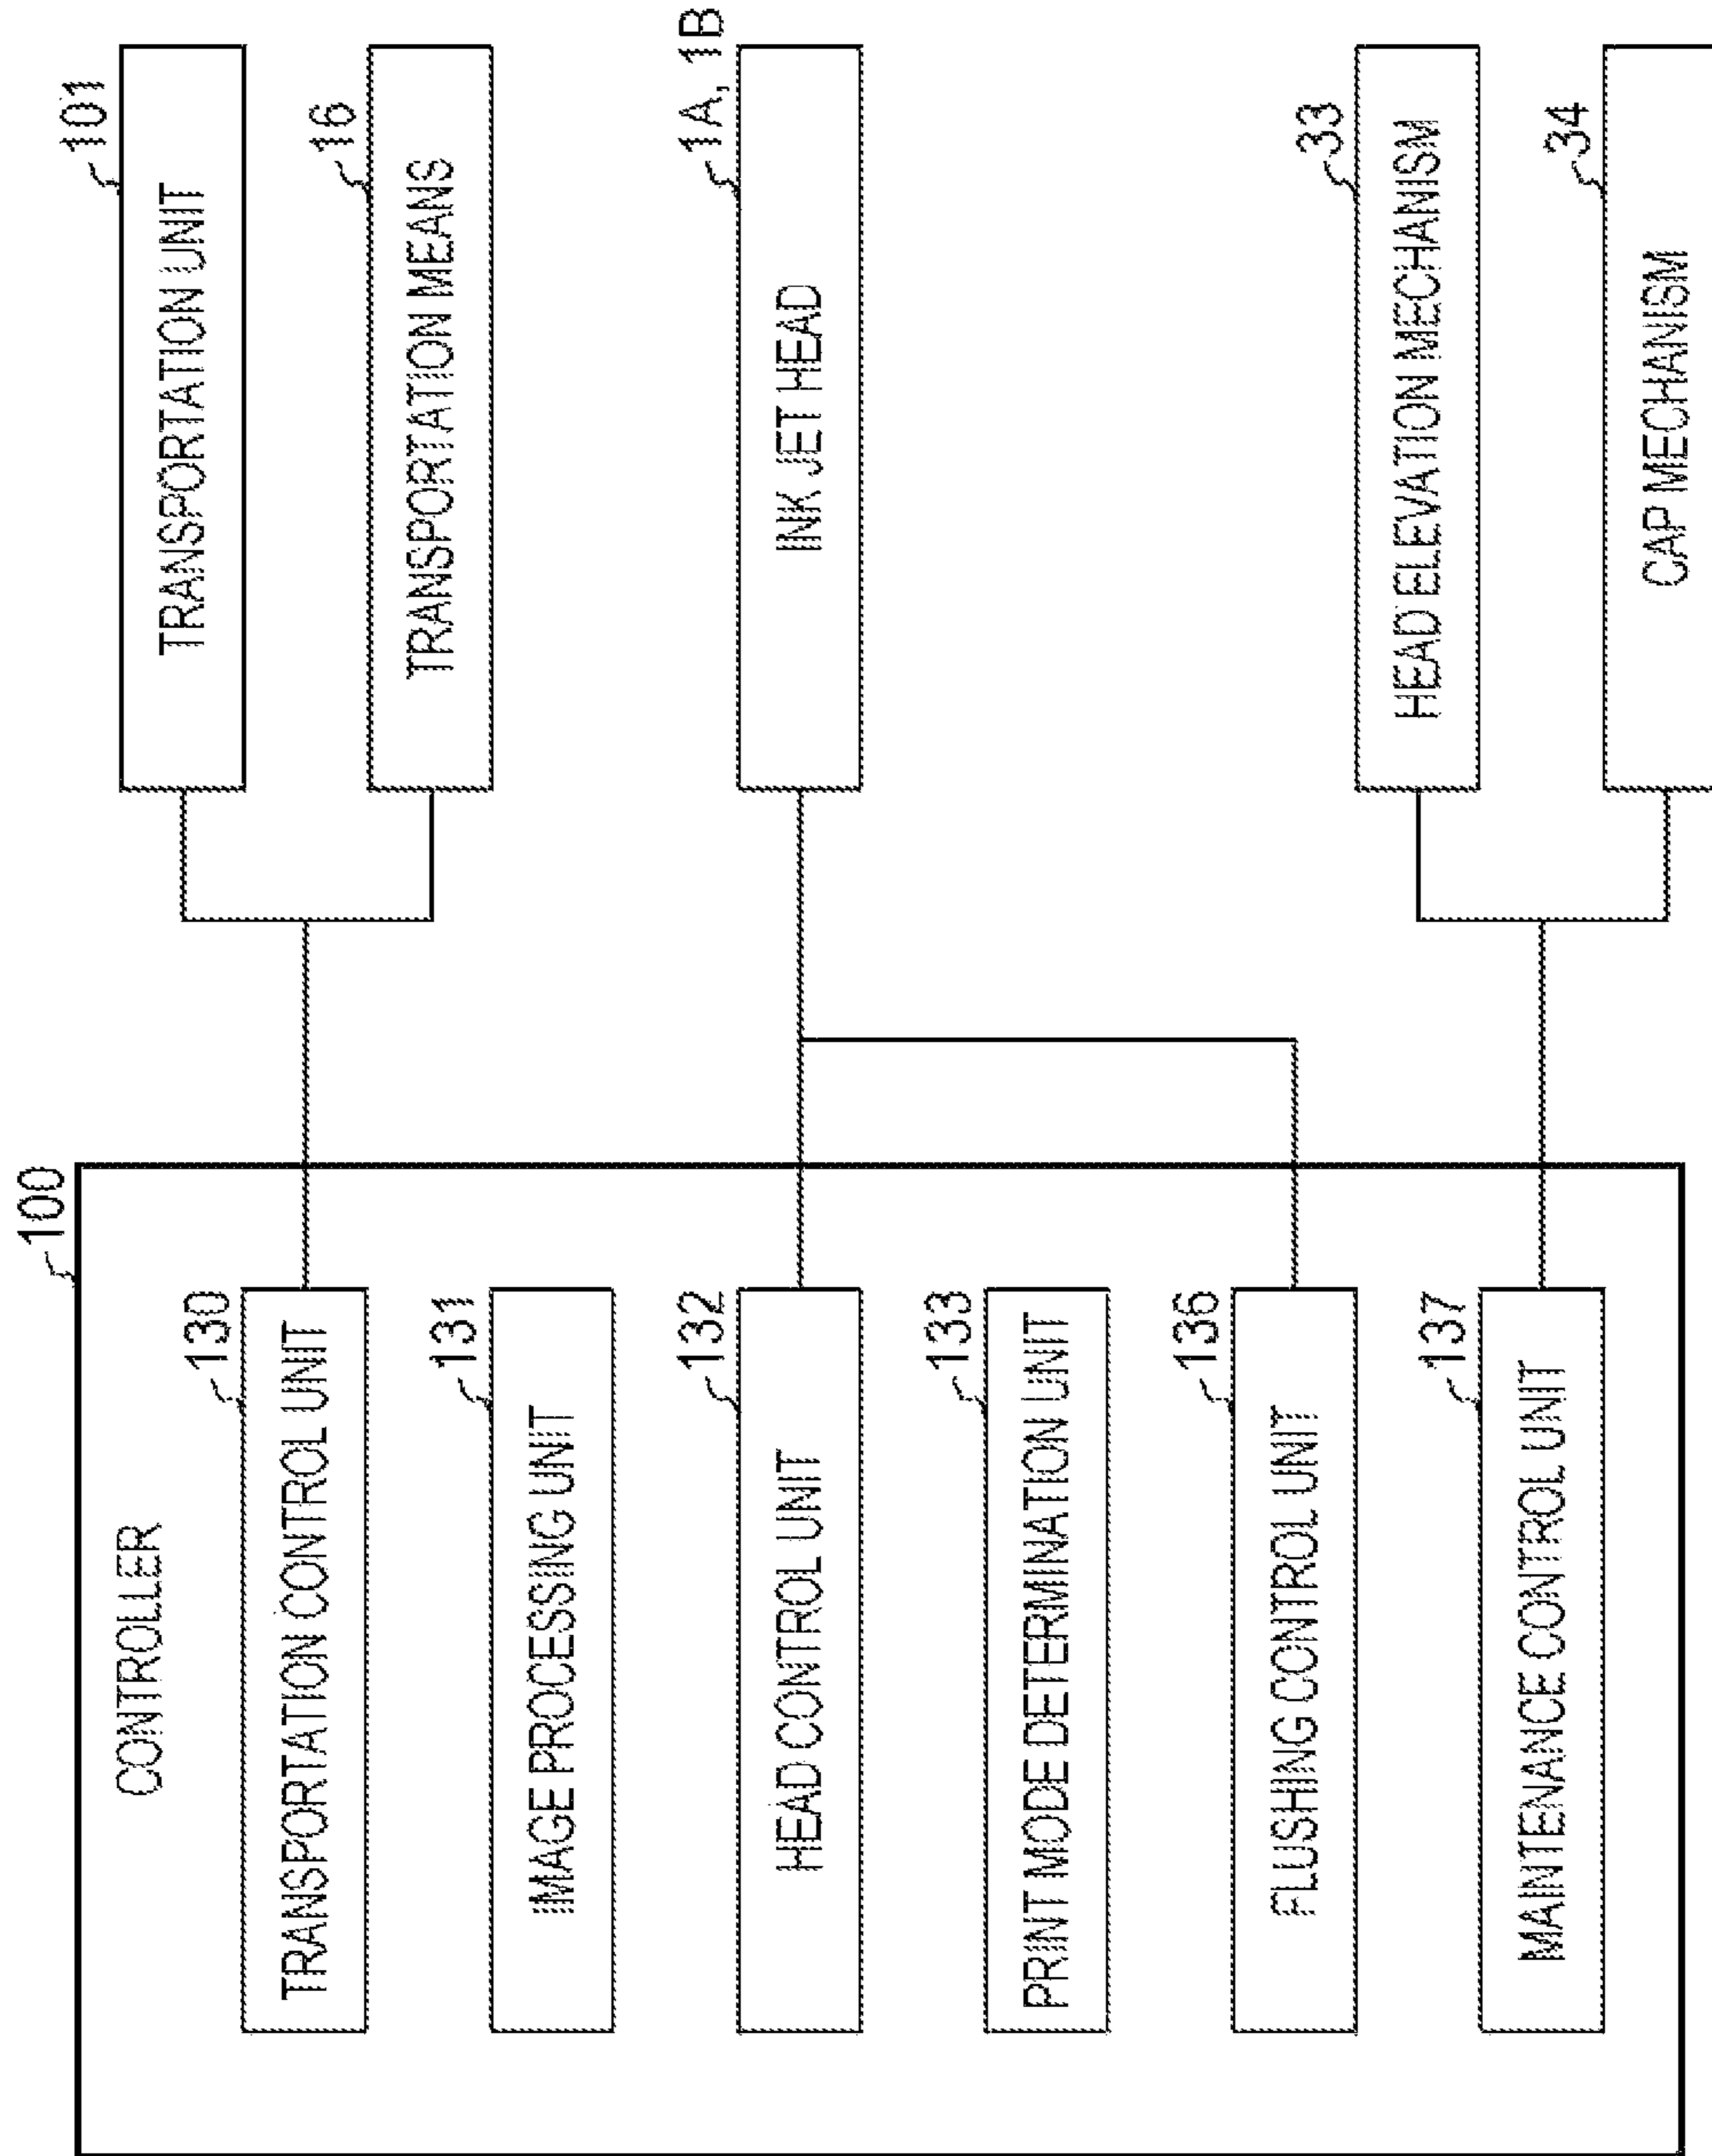 100
CONTROLLER
130
TRANSPORTATION CONTROL UNIT
131
IMAGE PROCESSING UNIT
132
HEAD CONTROL UNIT
133
PRINT MODE DETERMINATION UNIT
136
FLUSHING CONTROL UNIT
137
MAINTENANCE CONTROL UNIT
101
TRANSPORTATION UNIT
16
TRANSPORTATION MEANS
1A, 1B
INK JET HEAD
33
HEAD ELEVATION MECHANISM
34
CAP MECHANISM